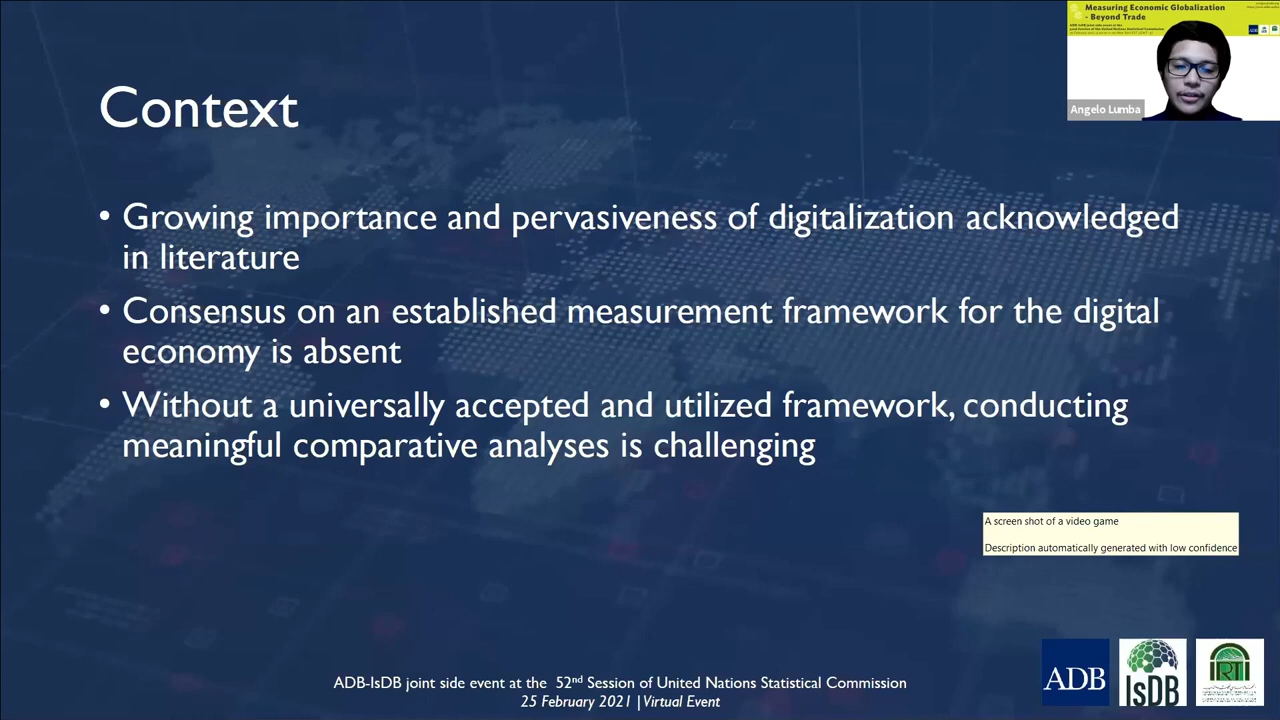 Measuring Economic Globalization
- Beyond Trade
Angelo Lumba
Context
• Growing importance and pervasiveness of digitalization acknowledged
in literature
• Consensus on an established measurement framework for the digital
economy is absent
• Without a universally accepted and utilized framework, conducting
meaningful comparative analyses is challenging
A screen shot of a video game
Description automatically generated with low confidence
ADB-IsDB joint side event at the 52nd Session of United Nations Statistical Commission
25 February 2021 | Virtual Event
ADB
IsDB
IRTI